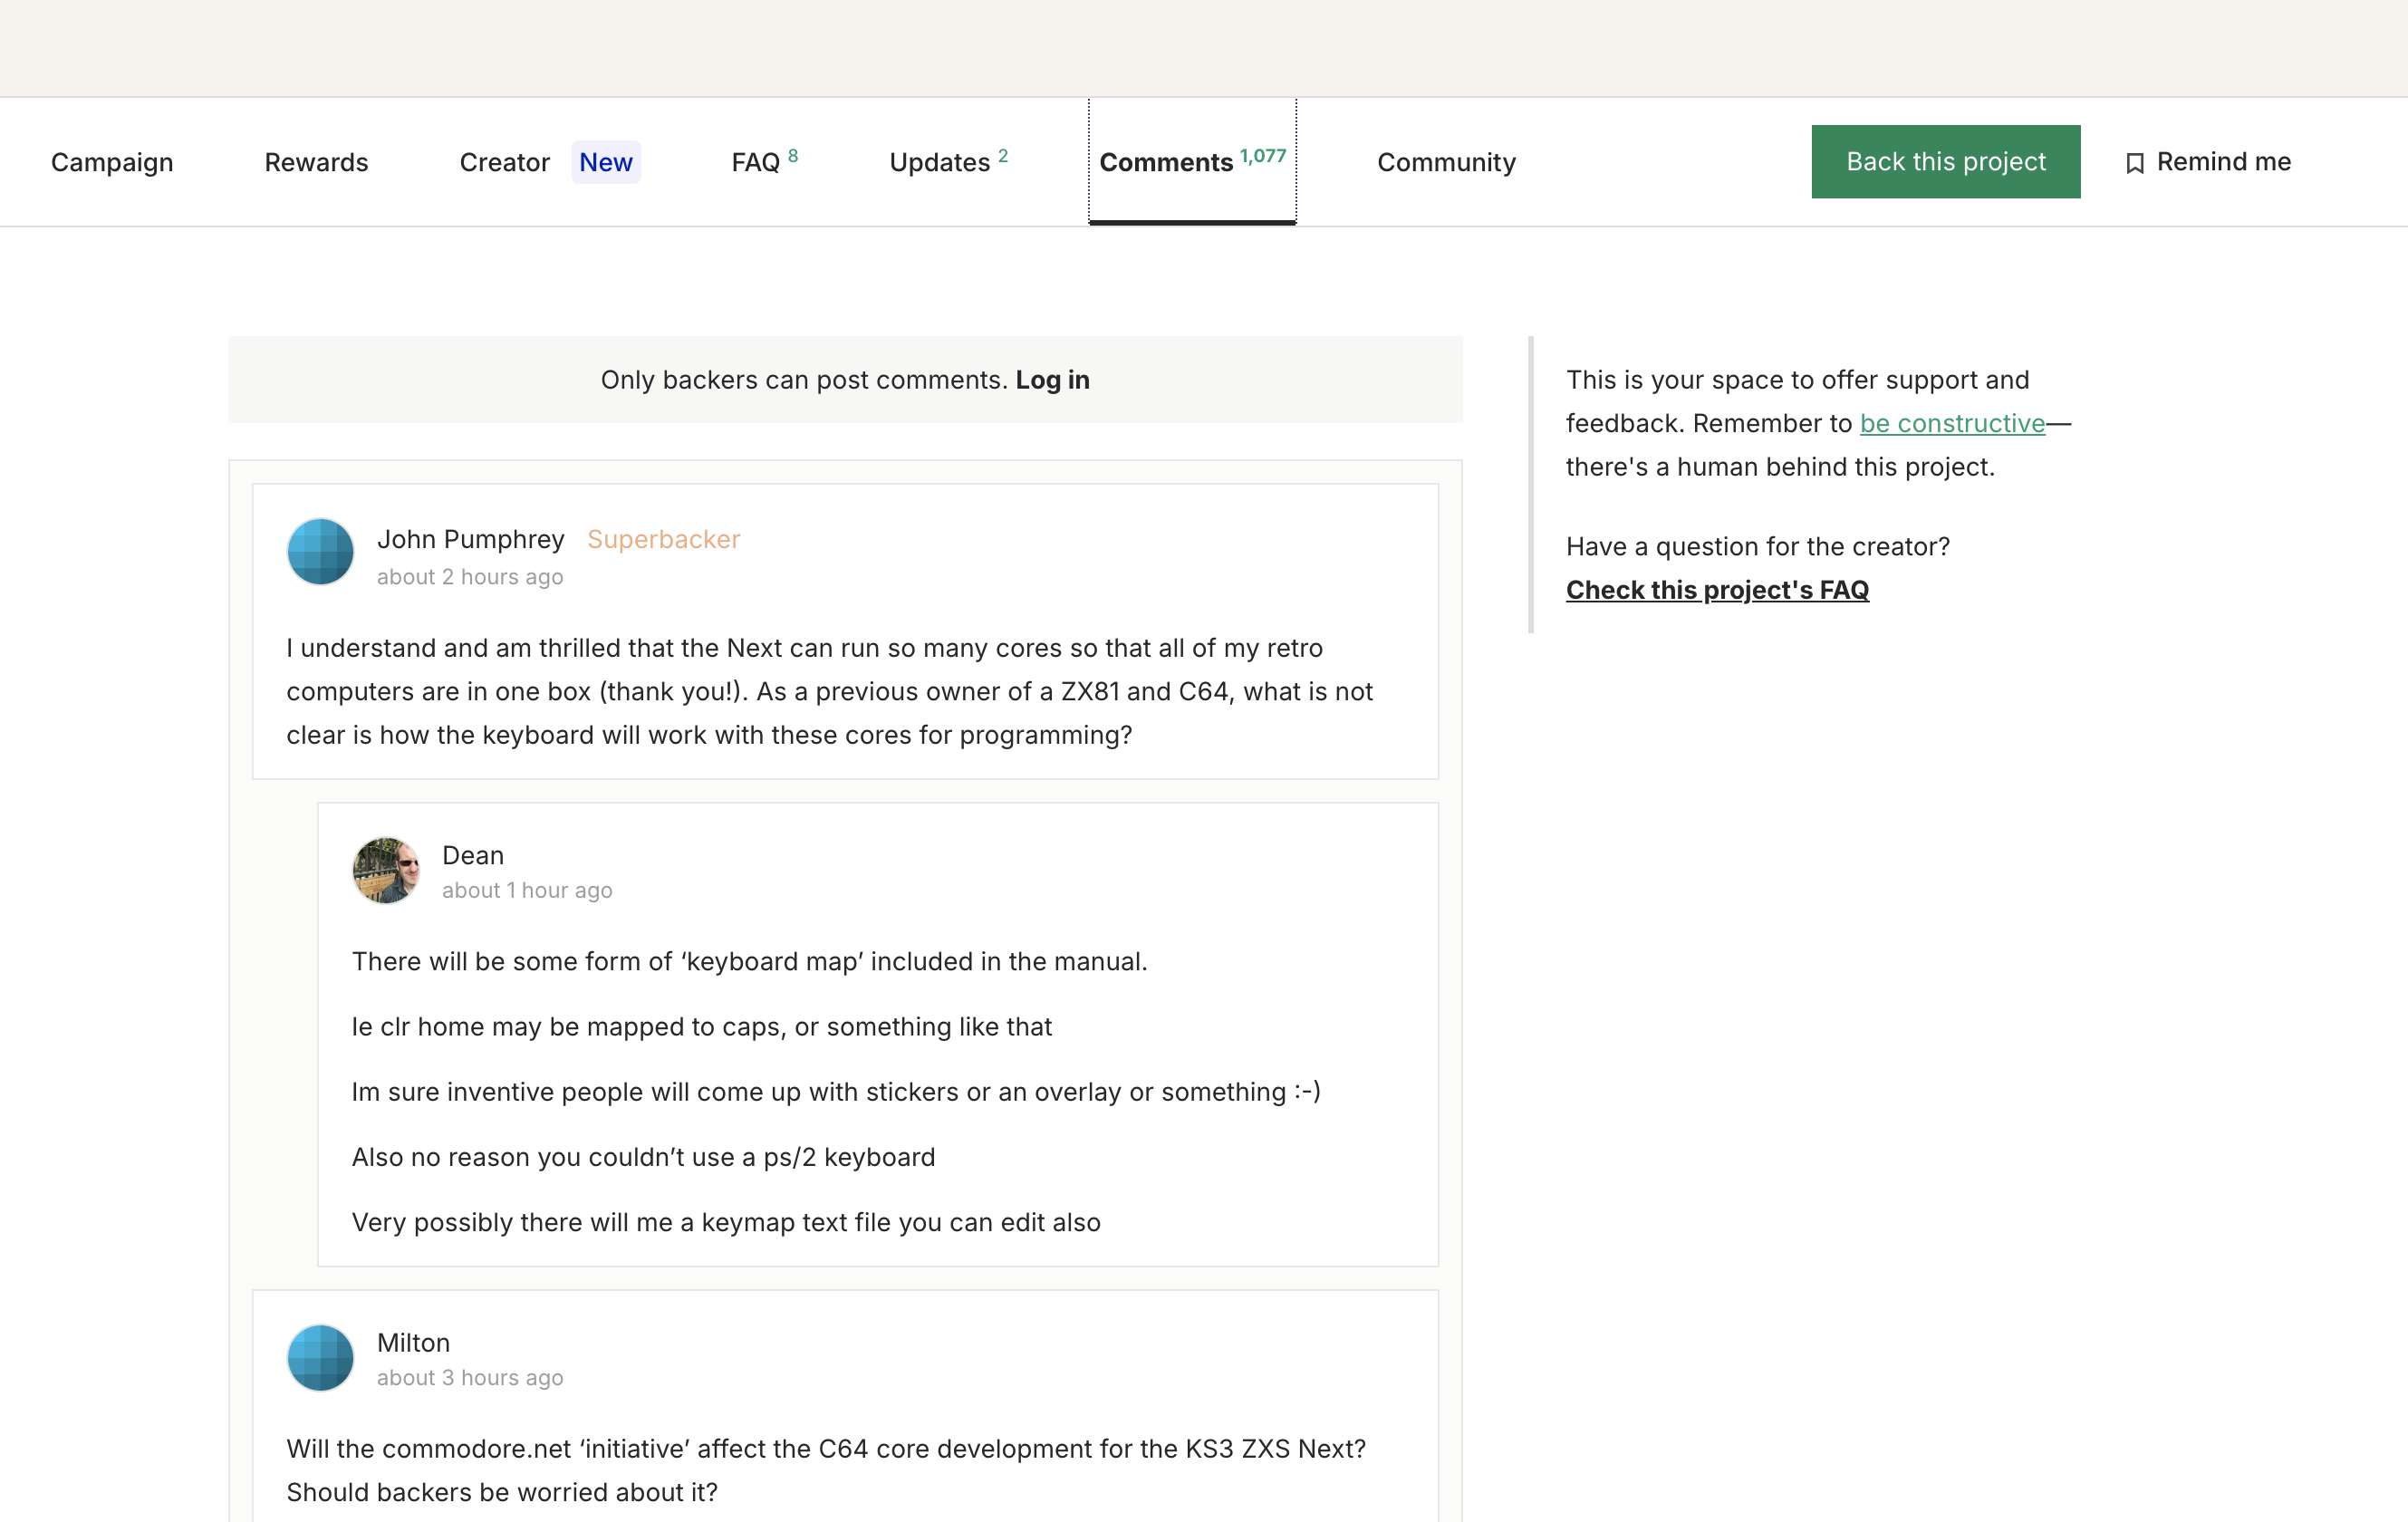 Campaign Rewards Creator New FAQ 8 Updates 2 Comments 1,077 Community Back this project Remind me
Only backers can post comments. Log in
John Pumphrey Superbacker
about 2 hours ago
I understand and am thrilled that the Next can run so many cores so that all of my retro
computers are in one box (thank you!). As a previous owner of a ZX81 and C64, what is not
clear is how the keyboard will work with these cores for programming?
Dean
about 1 hour ago
There will be some form of ‘keyboard map’ included in the manual.
Ie clr home may be mapped to caps, or something like that
Im sure inventive people will come up with stickers or an overlay or something :-)
Also no reason you couldn’t use a ps/2 keyboard
Very possibly there will me a keymap text file you can edit also
Milton
about 3 hours ago
Will the commodore.net ‘initiative’ affect the C64 core development for the KS3 ZXS Next?
Should backers be worried about it?
This is your space to offer support and
feedback. Remember to be constructive—
there's a human behind this project.
Have a question for the creator?
Check this project's FAQ